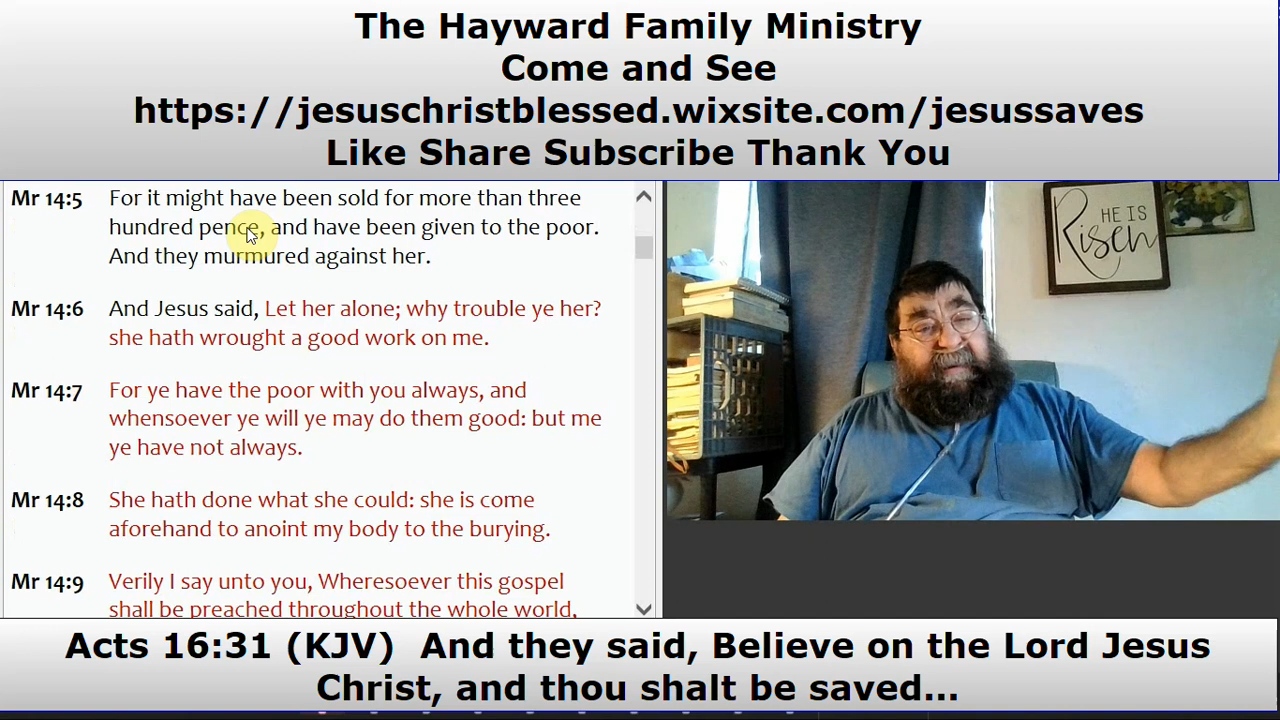 The Hayward Family Ministry
Come and See
https://jesuschristblessed.wixsite.com/jesussaves
Like Share Subscribe Thank You
Mr 14:5 For it might have been sold for more than three
hundred pence, and have been given to the poor.
And they murmured against her.
Mr 14:6 And Jesus said, Let her alone; why trouble ye her?
she hath wrought a good work on me.
Mr 14:7 For ye have the poor with you always, and
whensoever ye will ye may do them good: but me
ye have not always.
Mr 14:8 She hath done what she could: she is come
aforehand to anoint my body to the burying.
Mr 14:9 Verily I say unto you, Wheresoever this gospel
shall be preached throughout the whole world,
HE IS
Risen
Acts 16:31 (KJV) And they said, Believe on the Lord Jesus
Christ, and thou shalt be saved...